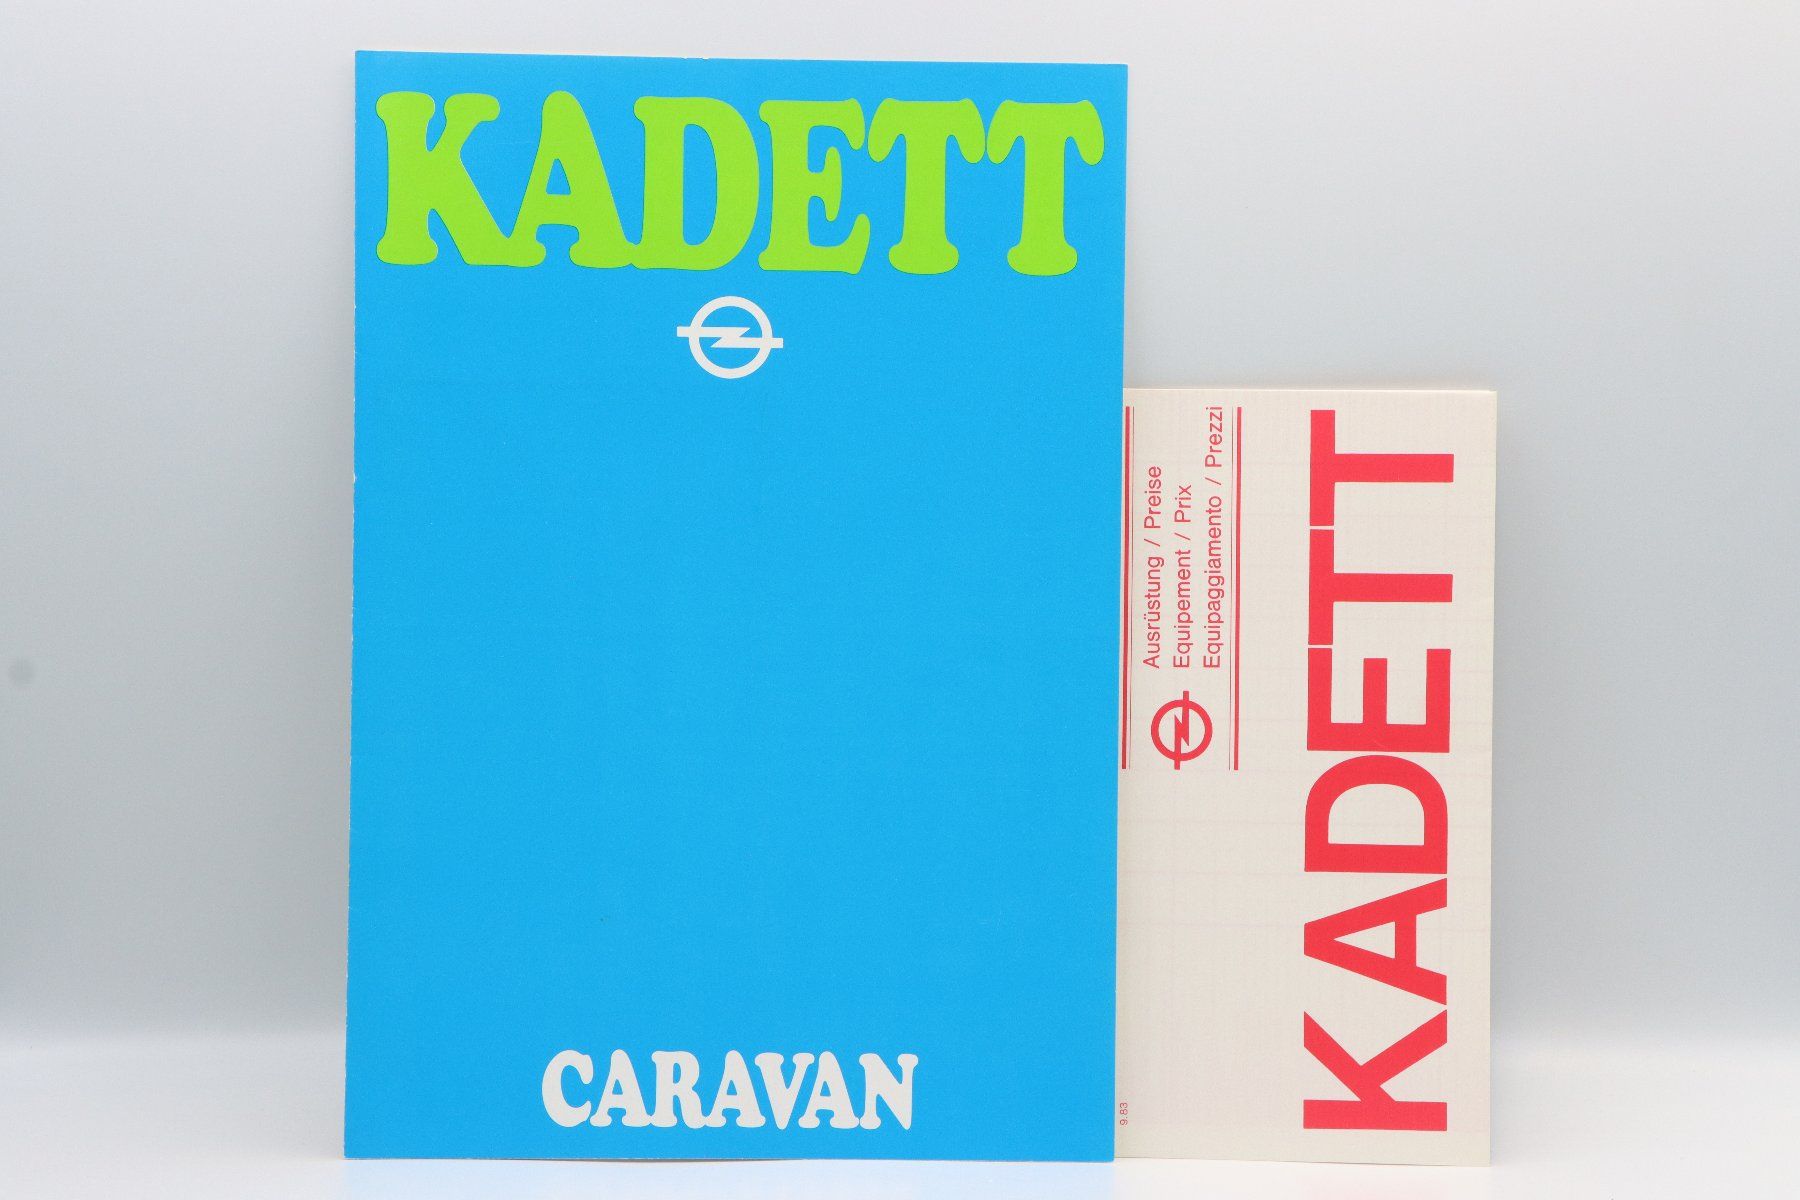 KADETT
CARAVAN
Ausrüstung / Preise
Equipement / Prix
Equipaggiamento / Prezzi
KADETT
9.83